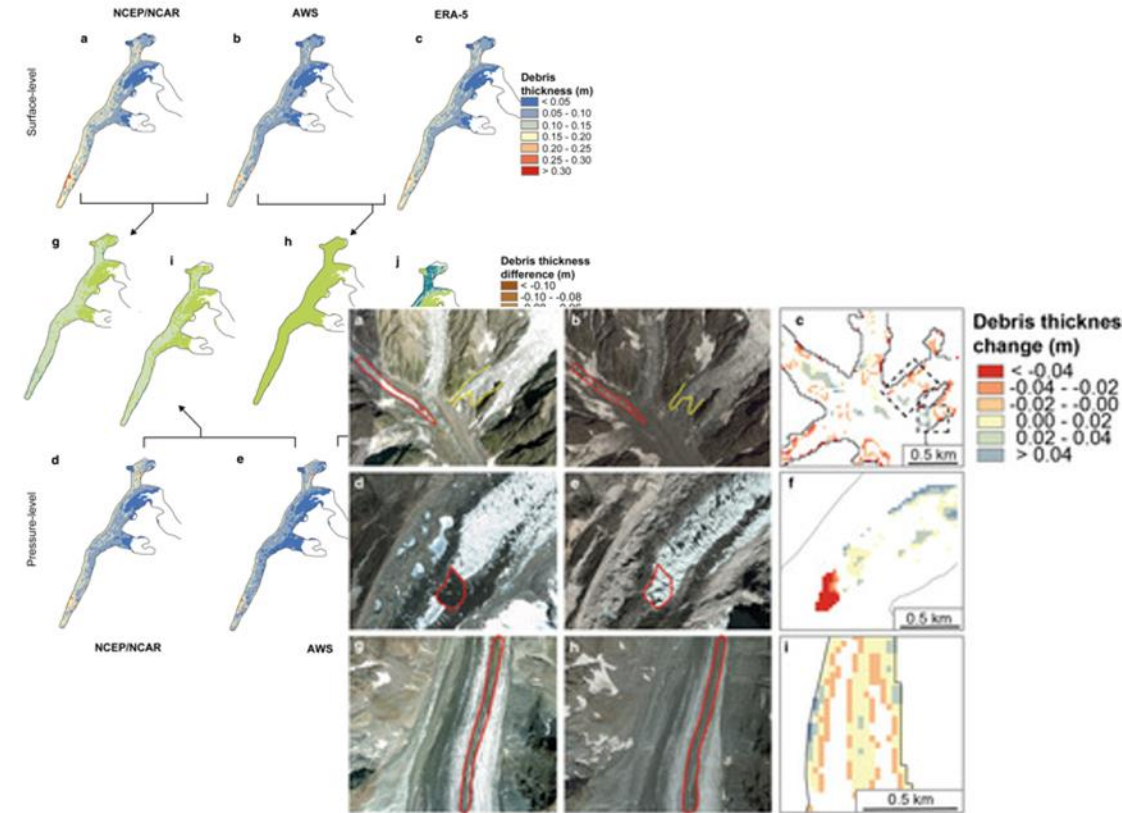 NCEP/NCAR
AWS
ERA-5
a
b
c
Surface-level
Debris
thickness (m)
< 0.05
0.05 - 0.10
0.10 - 0.15
0.15 - 0.20
0.20 - 0.25
0.25 - 0.30
> 0.30
g
i
h
j
Debris thickness
difference (m)
< -0.10
-0.10 - -0.08
a
b
c
0.5 km
Debris thicknes
change (m)
< -0.04
-0.04 - -0.02
-0.02 - -0.00
0.00 - 0.02
0.02 - 0.04
> 0.04
d
e
Pressure-level
d
e
f
0.5 km
NCEP/NCAR
AWS
g
h
i
0.5 km